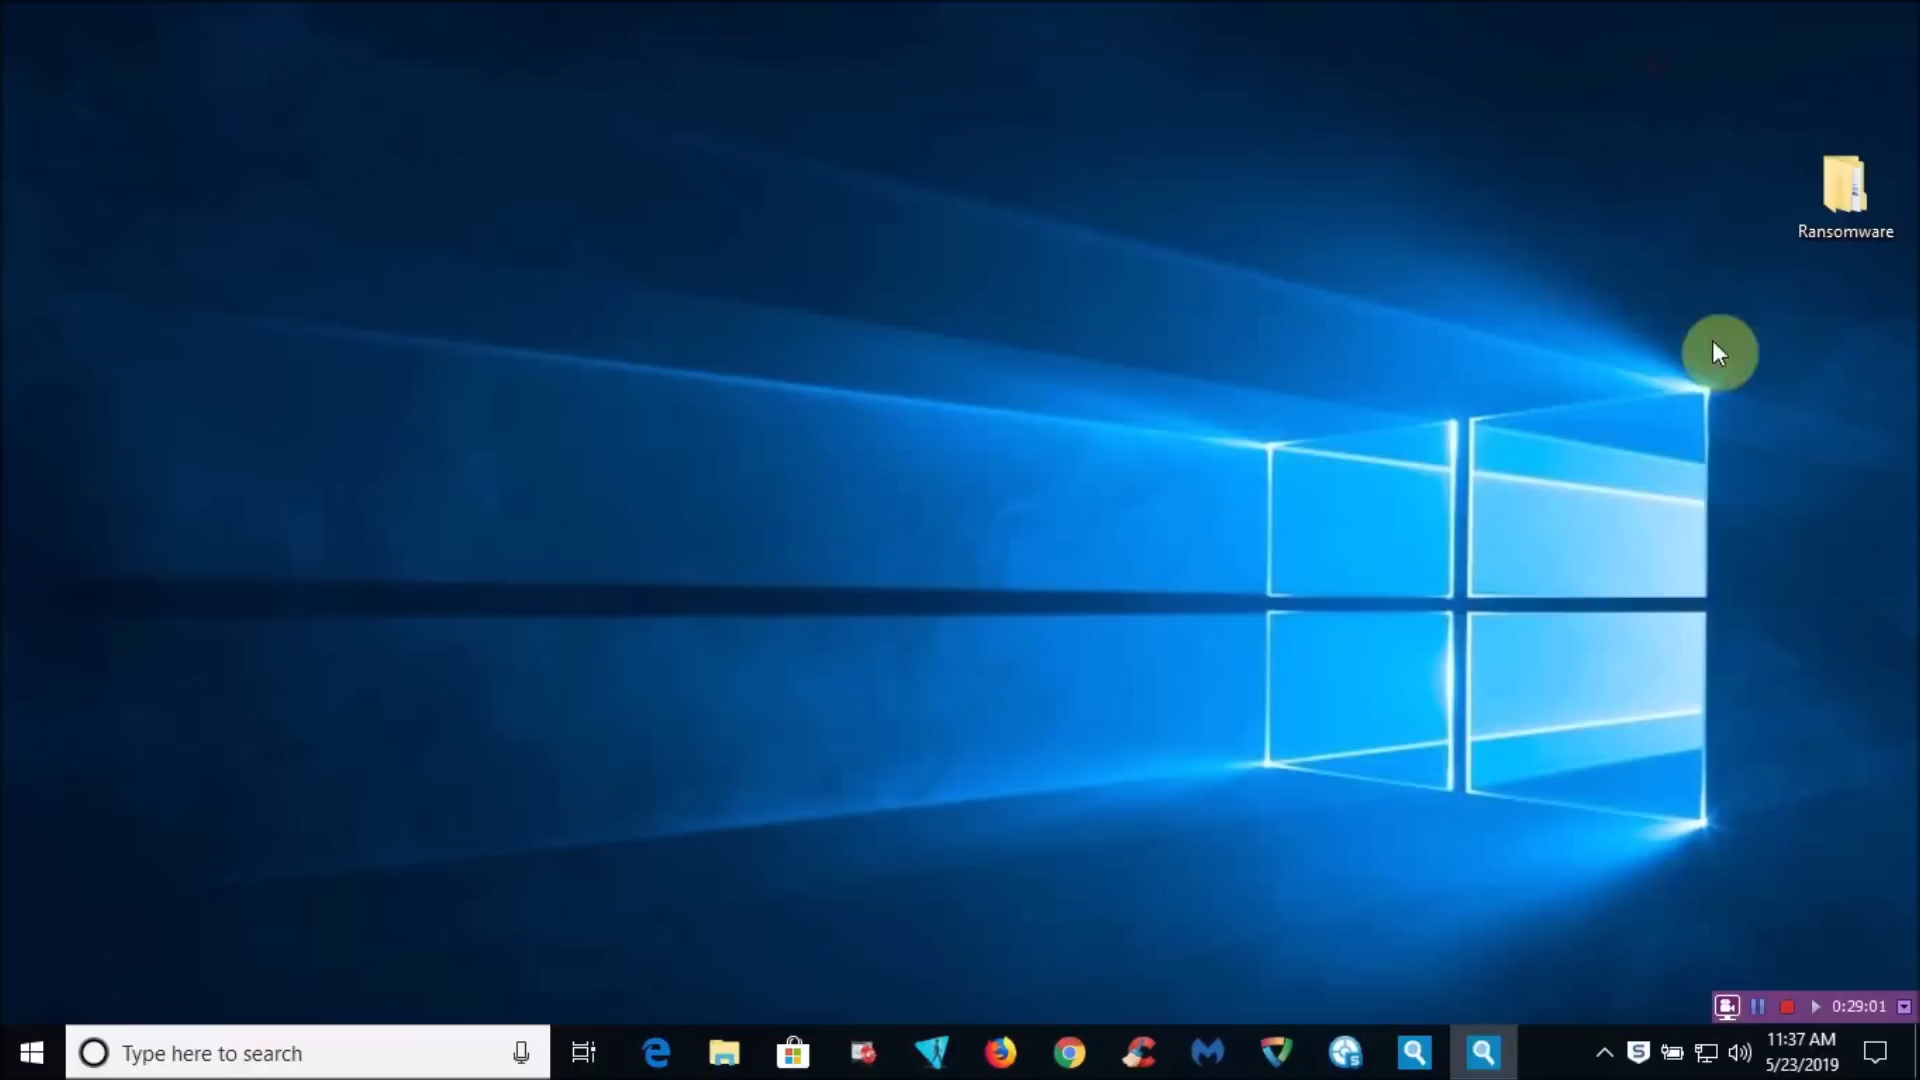 Ransomware
0:29:01
Type here to search
S
S
11:37 AM
5/23/2019